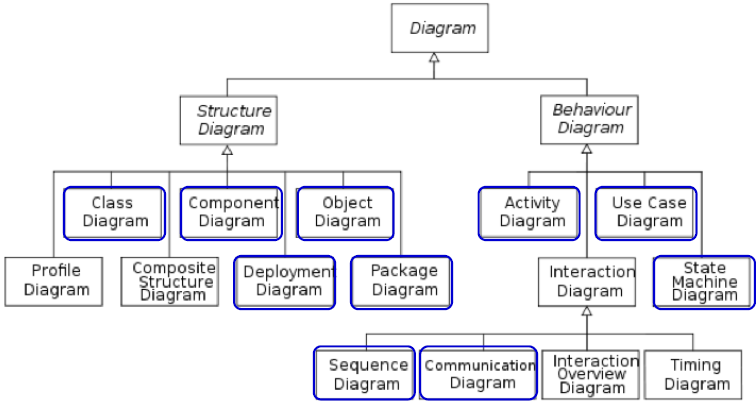 Diagram
Structure
Diagram
Behaviour
Diagram
Class
Diagram
Component
Diagram
Object
Diagram
Activity
Diagram
Use Case
Diagram
Profile
Diagram
Composite
Structure
Diagram
Deployment
Diagram
Package
Diagram
Interaction
Diagram
State
Machine
Diagram
Sequence
Diagram
Communication
Diagram
Interaction
Overview
Diagram
Timing
Diagram